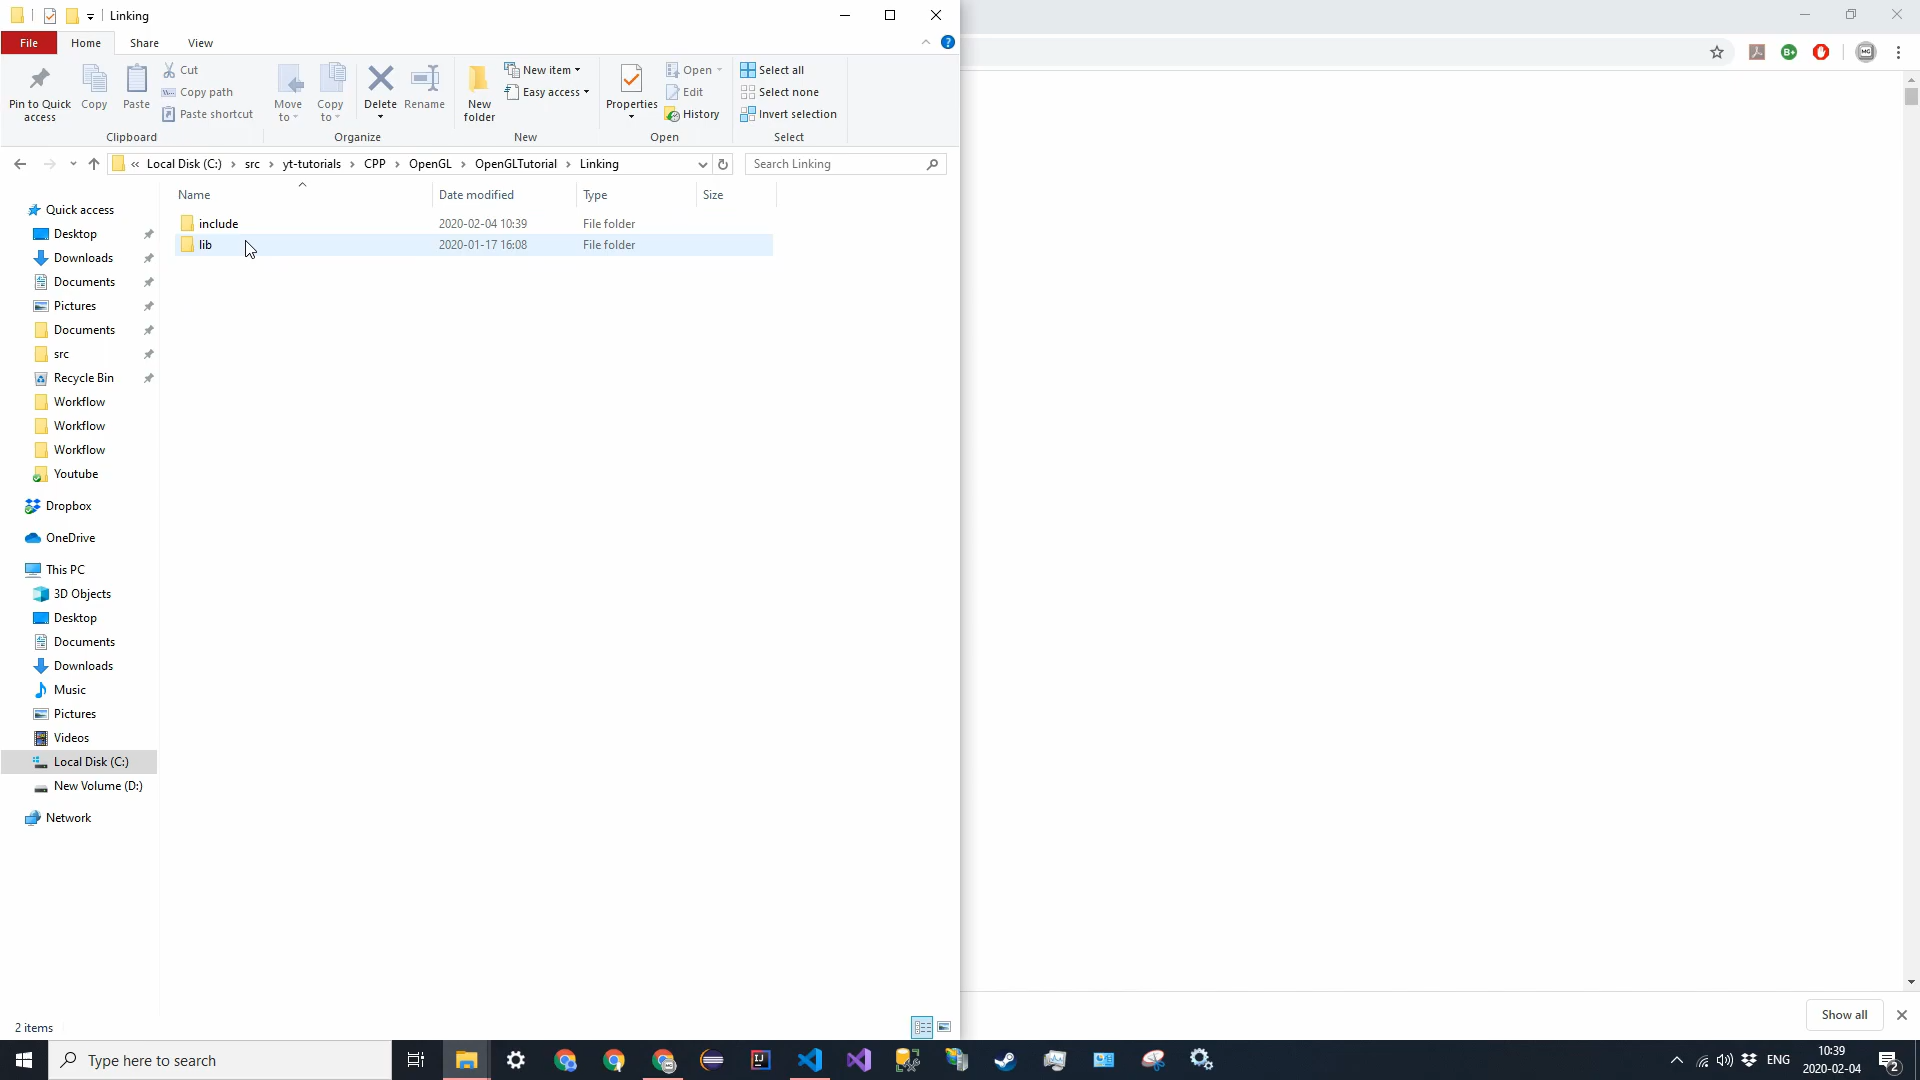 Linking
File
Home
Share
View
Pin to Quick access
Copy
Paste
Cut
Copy path
Paste shortcut
Clipboard
Move to
Copy to
Delete
Rename
Organize
New folder
New item
Easy access
New
Properties
Open
Edit
History
Open
Select all
Select none
Invert selection
Select
« Local Disk (C:) › src › yt-tutorials › CPP › OpenGL › OpenGLTutorial › Linking
Search Linking
Name
Date modified
Type
Size
include 2020-02-04 10:39 File folder
lib 2020-01-17 16:08 File folder
Quick access
Desktop
Downloads
Documents
Pictures
Documents
src
Recycle Bin
Workflow
Workflow
Workflow
Youtube
Dropbox
OneDrive
This PC
3D Objects
Desktop
Documents
Downloads
Music
Pictures
Videos
Local Disk (C:)
New Volume (D:)
Network
2 items
Show all
Type here to search
ENG
10:39
2020-02-04
2